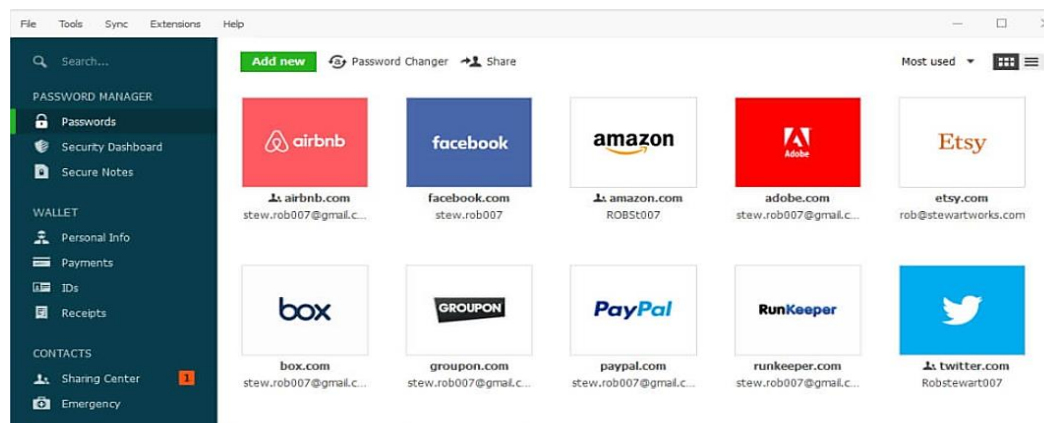 File Tools Sync Extensions Help
Search...
Add new Password Changer Share Most used
PASSWORD MANAGER
Passwords
Security Dashboard
Secure Notes
WALLET
Personal Info
Payments
IDs
Receipts
CONTACTS
Sharing Center 1
Emergency
airbnb facebook amazon Adobe Etsy
airbnb.com facebook.com amazon.com adobe.com etsy.com
stew.rob007@gmail.c... stew.rob007 ROBSt007 stew.rob007@gmail.c... rob@stewartworks.com
box GROUPON PayPal RunKeeper
box.com groupon.com paypal.com runkeeper.com twitter.com
stew.rob007@gmail.c... stew.rob007@gmail.c... stew.rob007@gmail.c... stew.rob007@gmail.c... Robstewart007